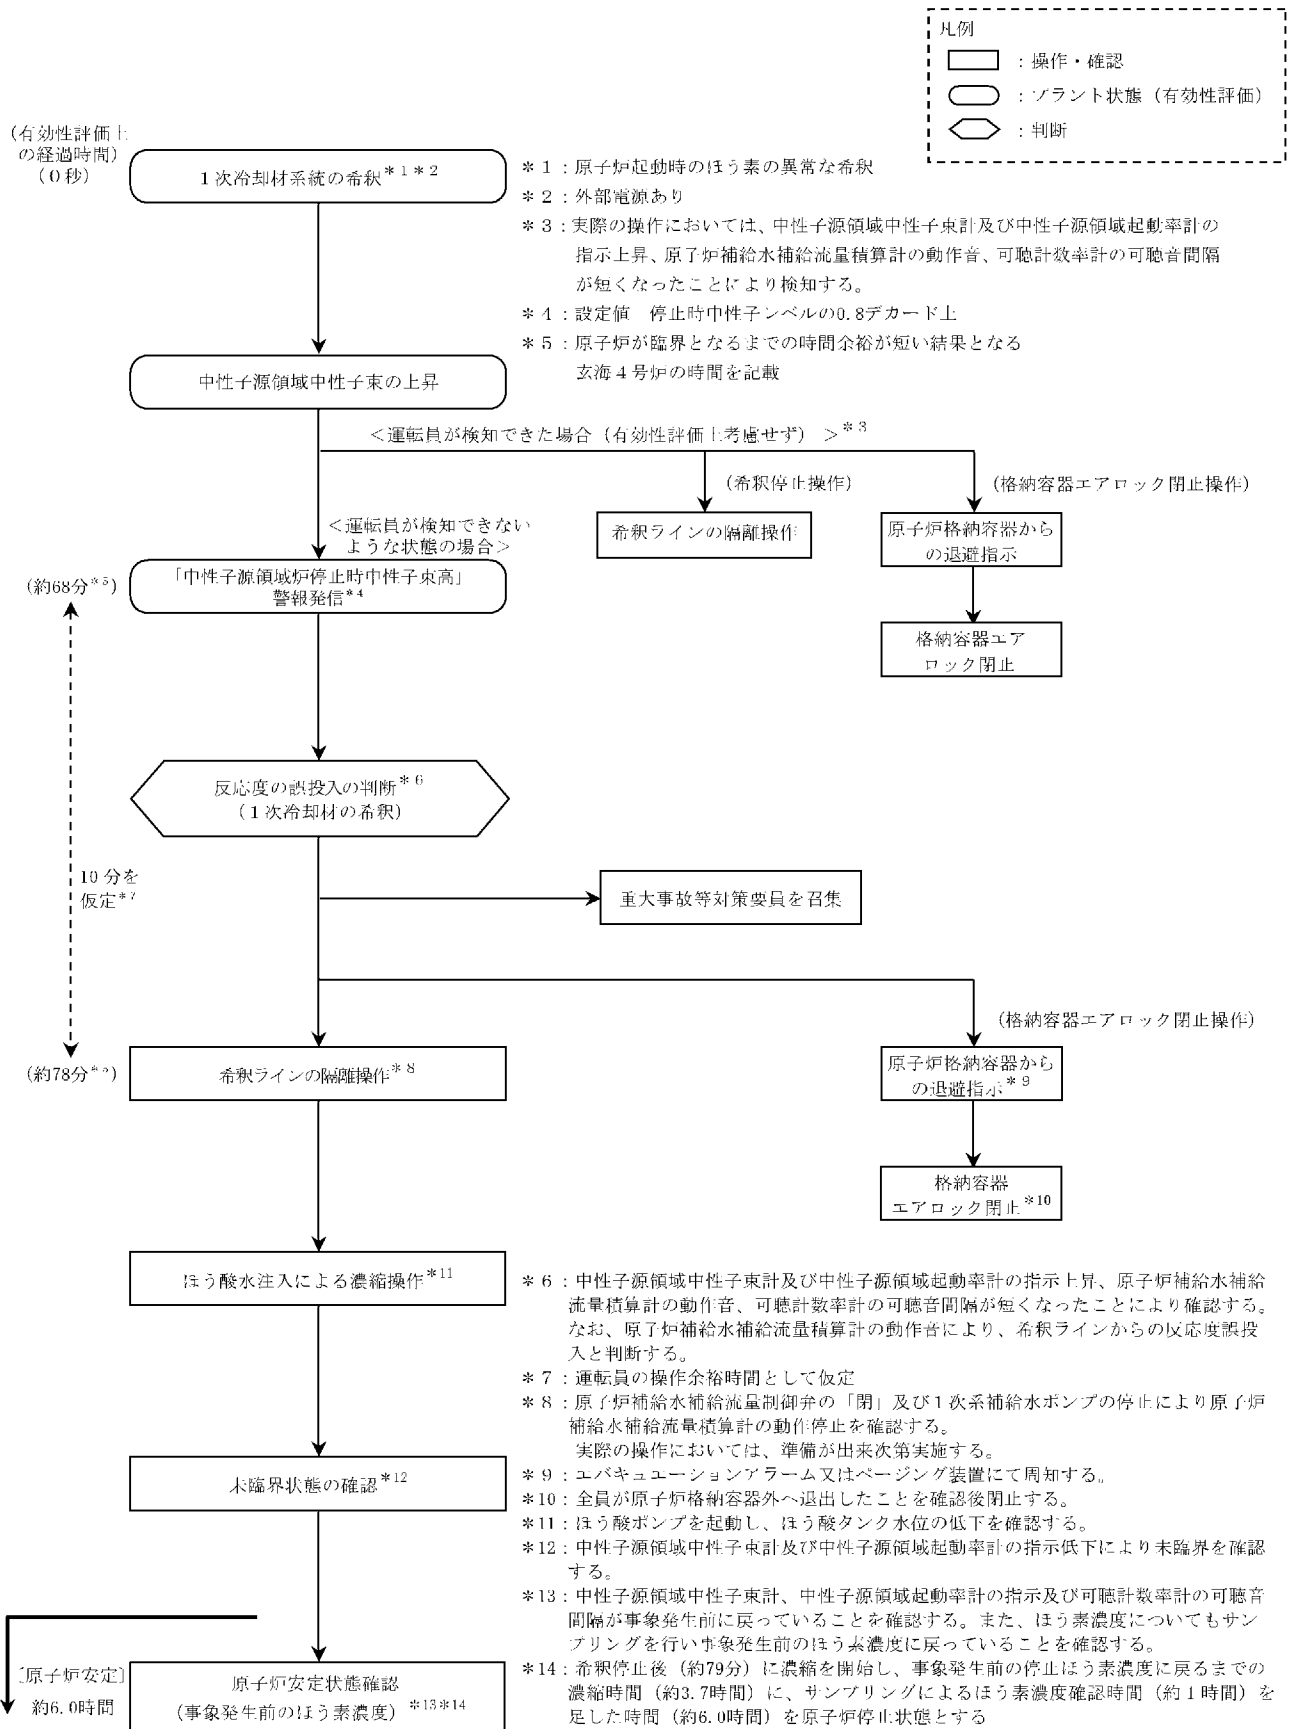 凡例
：操作・確認
：プラント状態（有効性評価）
：判断
（有効性評価上
の経過時間）
（0秒）
１次冷却材系統の希釈＊1＊2
＊１：原子炉起動時のほう素の異常な希釈
＊２：外部電源あり
＊３：実際の操作においては、中性子源領域中性子束計及び中性子源領域起動率計の
指示上昇、原子炉補給水補給流量積算計の動作音、可聴計数率計の可聴音間隔
が短くなったことにより検知する。
＊４：設定値　停止時中性子レベルの0.8デカード上
＊５：原子炉が臨界となるまでの時間余裕が短い結果となる
玄海４号炉の時間を記載
中性子源領域中性子束の上昇
＜運転員が検知できた場合（有効性評価上考慮せず）＞＊3
（希釈停止操作）
（格納容器エアロック閉止操作）
希釈ラインの隔離操作
原子炉格納容器から
の退避指示
＜運転員が検知できない
ような状態の場合＞
（約68分＊5）
「中性子源領域炉停止時中性子束高」
警報発信＊4
格納容器エア
ロック閉止
反応度の誤投入の判断＊6
（１次冷却材の希釈）
10分を
仮定＊7
重大事故等対策要員を召集
（格納容器エアロック閉止操作）
（約78分＊5）
希釈ラインの隔離操作＊8
原子炉格納容器から
の退避指示＊9
格納容器
エアロック閉止＊10
ほう酸水注入による濃縮操作＊11
＊６：中性子源領域中性子束計及び中性子源領域起動率計の指示上昇、原子炉補給水補給
流量積算計の動作音、可聴計数率計の可聴音間隔が短くなったことにより確認する。
なお、原子炉補給水補給流量積算計の動作音により、希釈ラインからの反応度誤投
入と判断する。
＊７：運転員の操作余裕時間として仮定
＊８：原子炉補給水補給流量制御弁の「閉」及び１次系補給水ポンプの停止により原子炉
補給水補給流量積算計の動作停止を確認する。
実際の操作においては、準備が出来次第実施する。
＊９：エバキュエーションアラーム又はページング装置にて周知する。
＊10：全員が原子炉格納容器外へ退出したことを確認後閉止する。
＊11：ほう酸ポンプを起動し、ほう酸タンク水位の低下を確認する。
＊12：中性子源領域中性子束計及び中性子源領域起動率計の指示低下により未臨界を確認
する。
＊13：中性子源領域中性子束計、中性子源領域起動率計の指示及び可聴計数率計の可聴音
間隔が事象発生前に戻っていることを確認する。また、ほう素濃度についてもサン
プリングを行い事象発生前のほう素濃度に戻っていることを確認する。
＊14：希釈停止後（約79分）に濃縮を開始し、事象発生前の停止ほう素濃度に戻るまでの
濃縮時間（約3.7時間）に、サンプリングによるほう素濃度確認時間（約１時間）を
足した時間（約6.0時間）を原子炉停止状態とする
未臨界状態の確認＊12
［原子炉安定］
約6.0時間
原子炉安定状態確認
（事象発生前のほう素濃度）＊13＊14